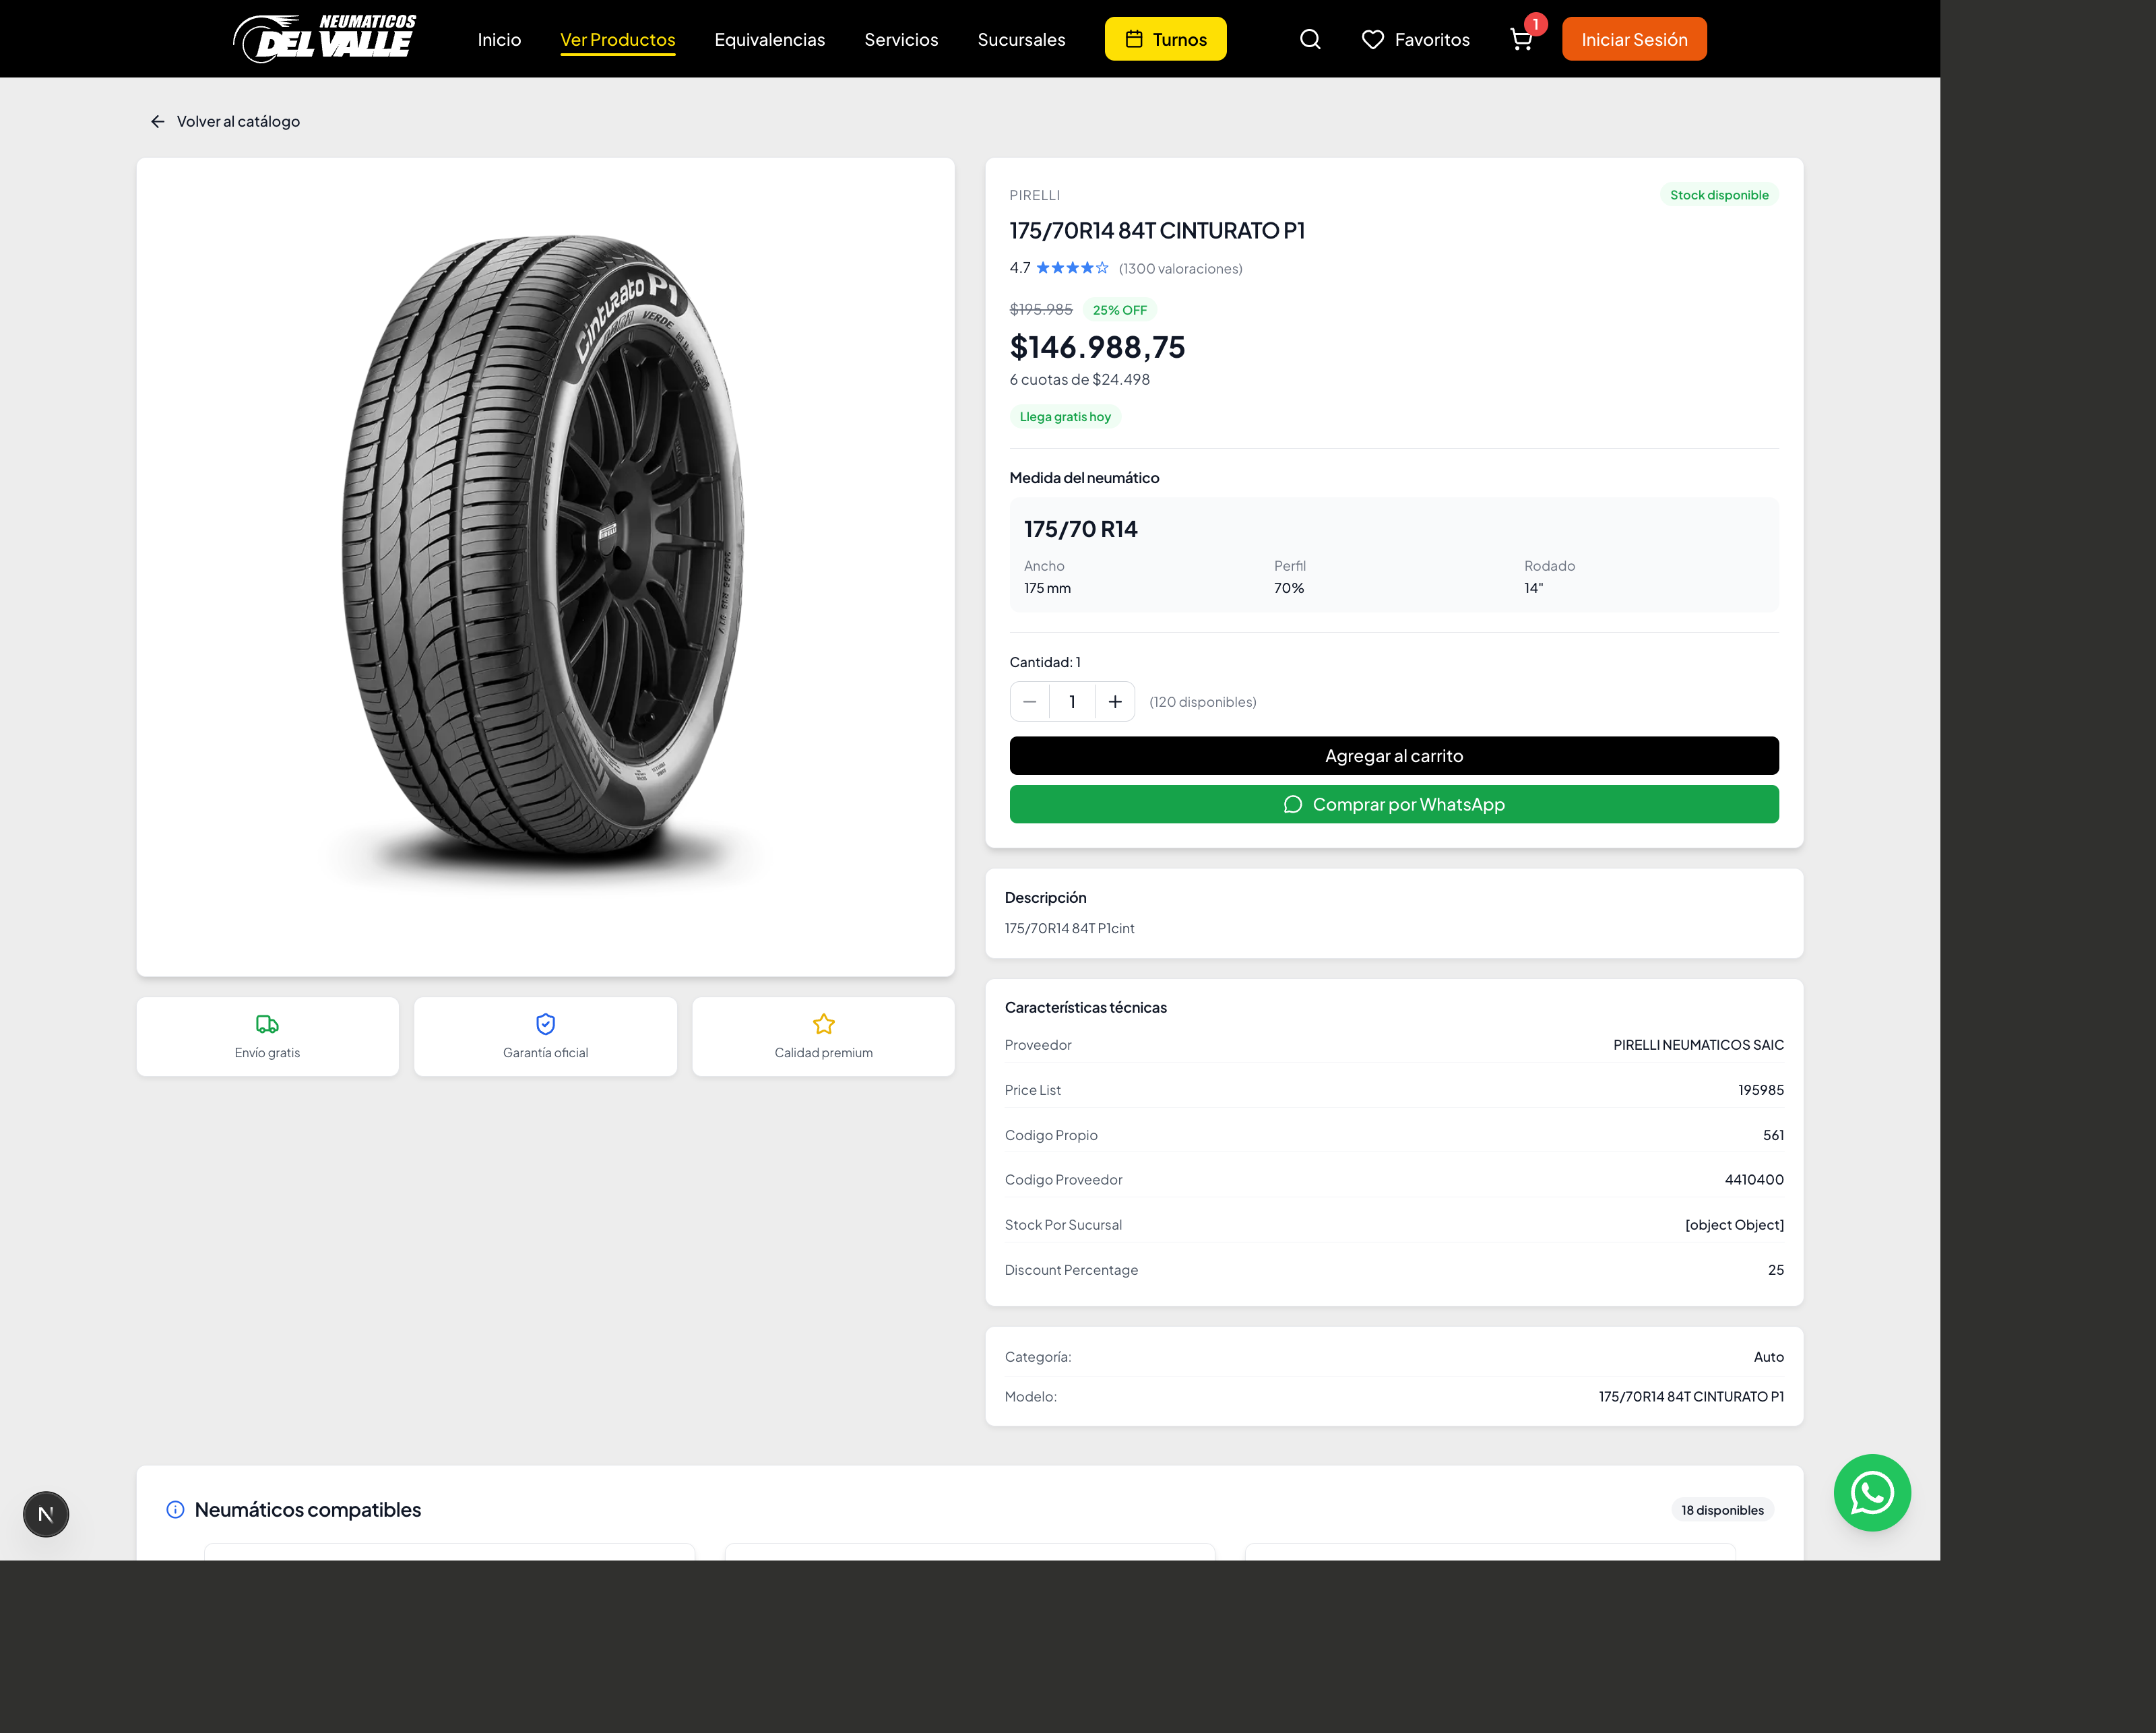 NEUMATICOS
DEL VALLE
Inicio
Ver Productos
Equivalencias
Servicios
Sucursales
Turnos
Favoritos
1
Iniciar Sesión
Volver al catálogo
Cinturato P1
VERDE
PIRELLI
Stock disponible
175/70R14 84T CINTURATO P1
4.7
(1300 valoraciones)
$195.985
25% OFF
$146.988,75
6 cuotas de $24.498
Llega gratis hoy
Medida del neumático
175/70 R14
Ancho
Perfil
Rodado
175 mm
70%
14"
Cantidad: 1
1
(120 disponibles)
Agregar al carrito
Comprar por WhatsApp
Envío gratis
Garantía oficial
Calidad premium
Descripción
175/70R14 84T P1cint
Características técnicas
Proveedor
PIRELLI NEUMATICOS SAIC
Price List
195985
Codigo Propio
561
Codigo Proveedor
4410400
Stock Por Sucursal
[object Object]
Discount Percentage
25
Categoría:
Auto
Modelo:
175/70R14 84T CINTURATO P1
Neumáticos compatibles
18 disponibles
N